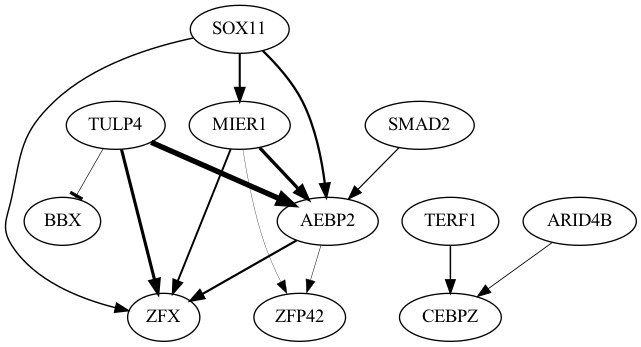 SOX11
TULP4
MIER1
SMAD2
BBX
AEBP2
TERF1
ARID4B
ZFX
ZFP42
CEBPZ